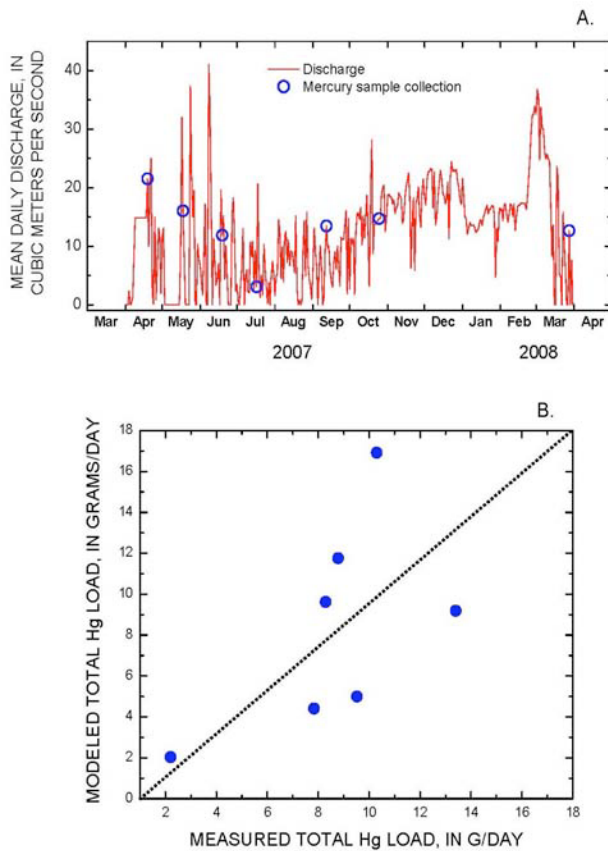 A.
MEAN DAILY DISCHARGE, IN
CUBIC METERS PER SECOND
40
30
20
10
0
Discharge
Mercury sample collection
Mar Apr May Jun Jul Aug Sep Oct Nov Dec Jan Feb Mar Apr
2007 2008
B.
MODELED TOTAL Hg LOAD, IN GRAMS/DAY
18
16
14
12
10
8
6
4
2
0
2 4 6 8 10 12 14 16 18
MEASURED TOTAL Hg LOAD, IN G/DAY